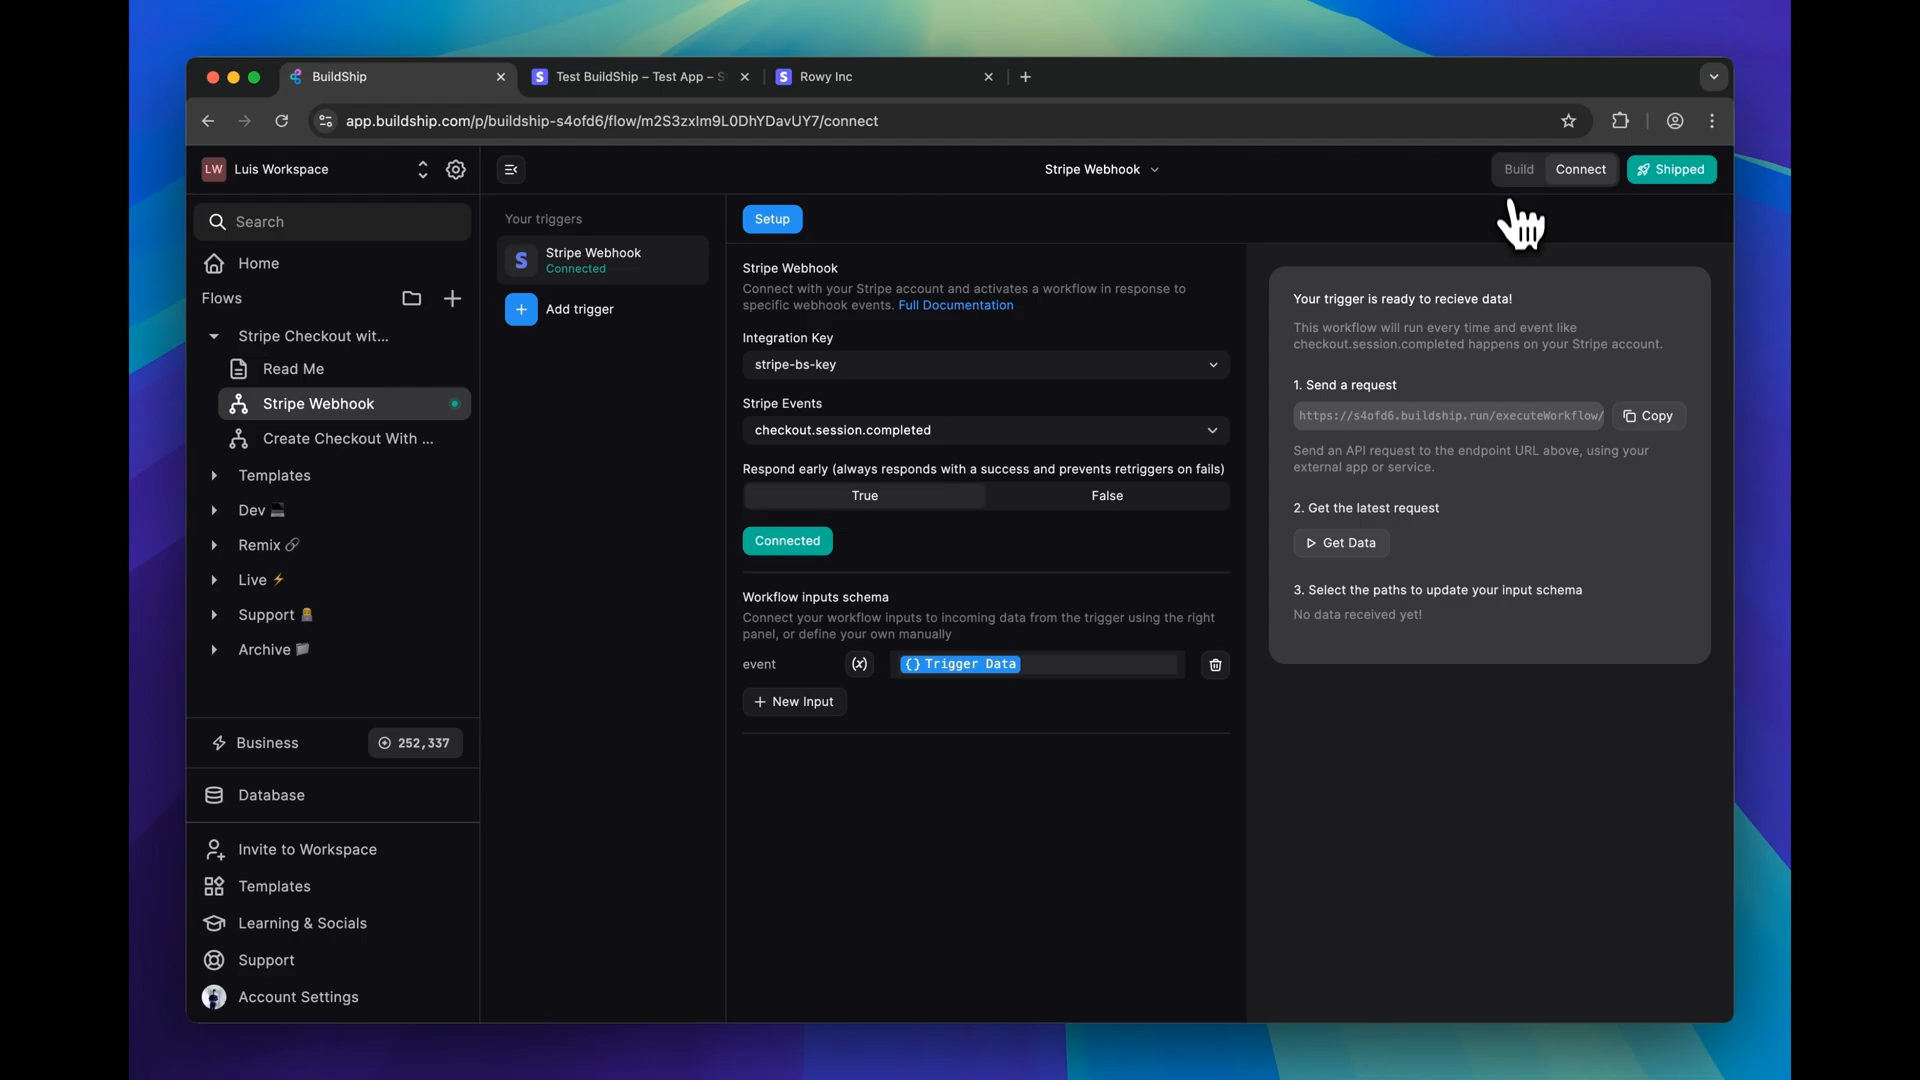 BuildShip
Test BuildShip – Test App – S
Rowy Inc
app.buildship.com/p/buildship-s4ofd6/flow/m2S3zxIm9L0DhYDavUY7/connect
LW Luis Workspace
Stripe Webhook
Build
Connect
Shipped
Search
Home
Flows
Stripe Checkout wit...
Read Me
Stripe Webhook
Create Checkout With ...
Templates
Dev
Remix
Live
Support
Archive
Business
252,337
Database
Invite to Workspace
Templates
Learning & Socials
Support
Account Settings
Your triggers
Stripe Webhook
Connected
Add trigger
Setup
Stripe Webhook
Connect with your Stripe account and activates a workflow in response to
specific webhook events. Full Documentation
Integration Key
stripe-bs-key
Stripe Events
checkout.session.completed
Respond early (always responds with a success and prevents retriggers on fails)
True
False
Connected
Workflow inputs schema
Connect your workflow inputs to incoming data from the trigger using the right
panel, or define your own manually
event
(x)
{} Trigger Data
+ New Input
Your trigger is ready to recieve data!
This workflow will run every time and event like
checkout.session.completed happens on your Stripe account.
1. Send a request
https://s4ofd6.buildship.run/executeWorkflow/
Copy
Send an API request to the endpoint URL above, using your
external app or service.
2. Get the latest request
Get Data
3. Select the paths to update your input schema
No data received yet!